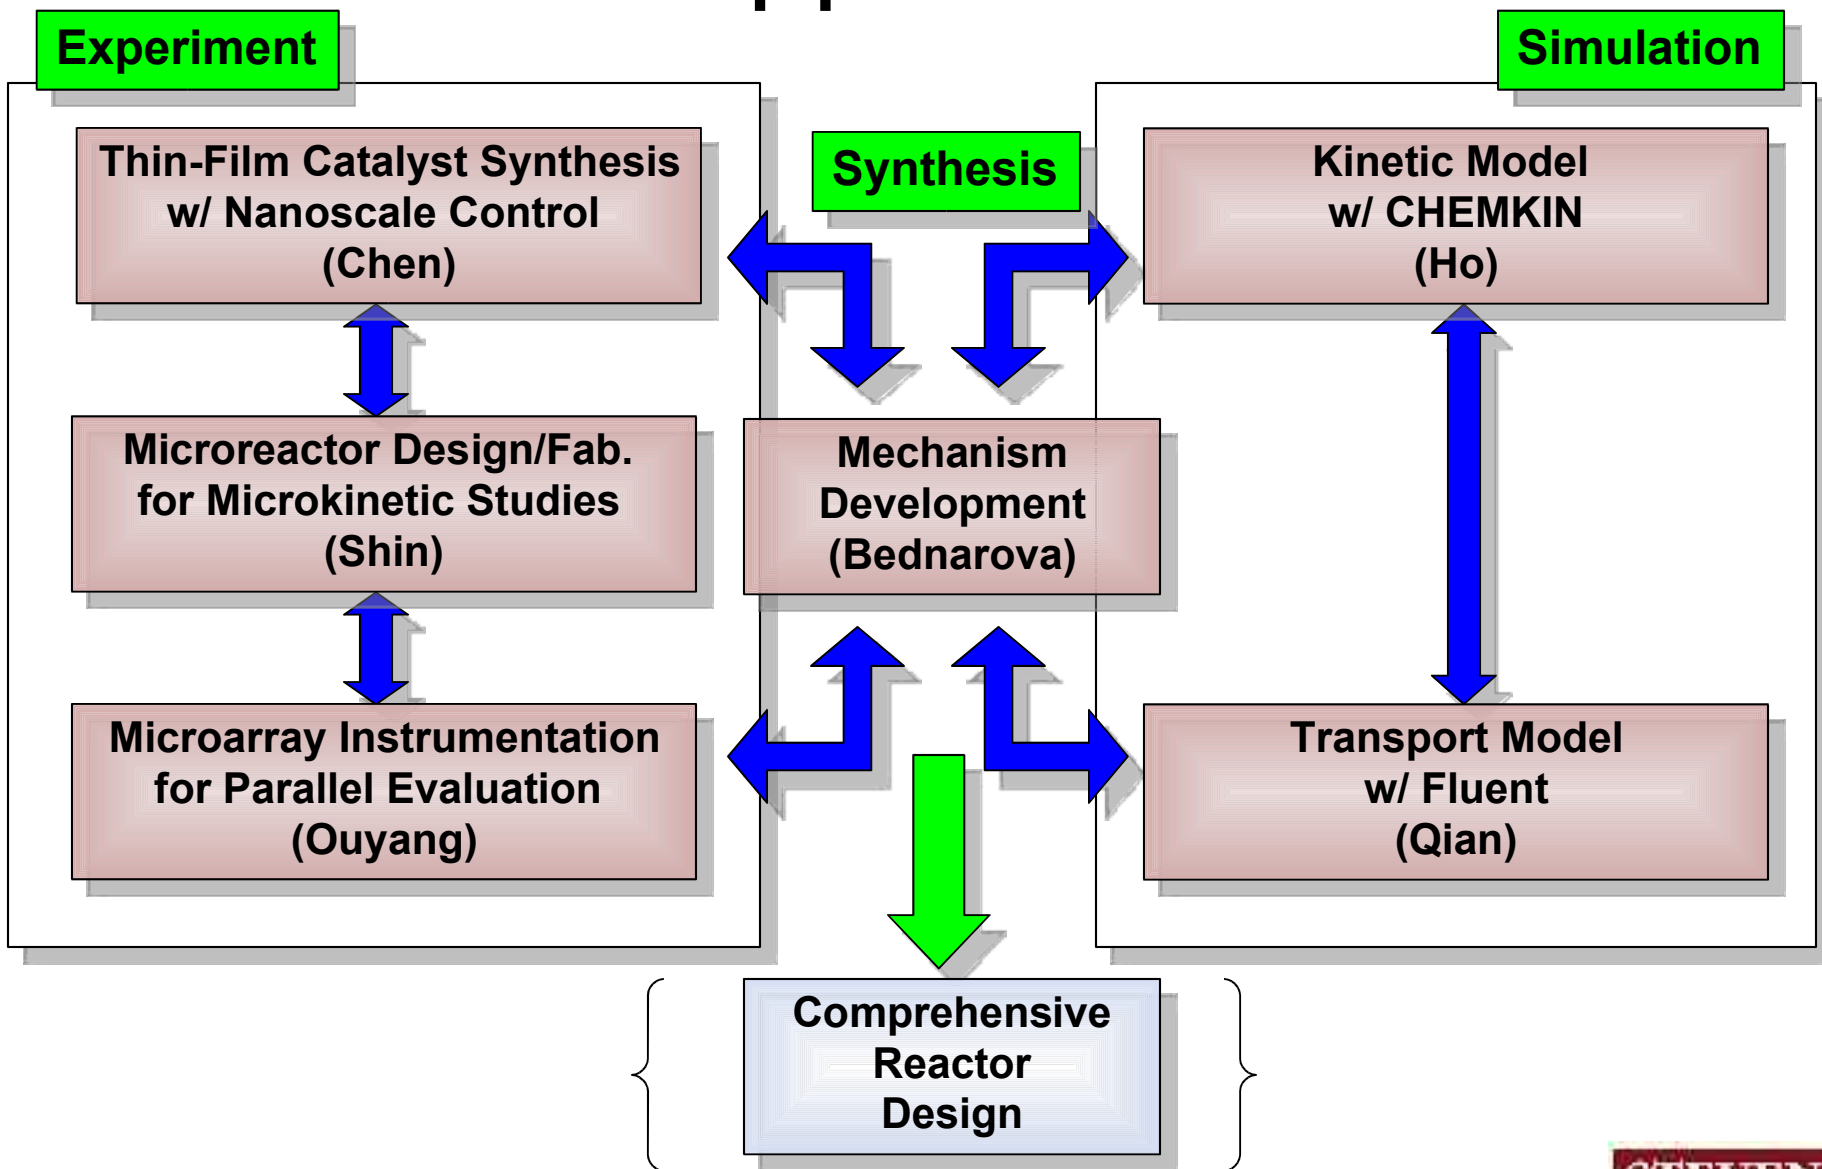 Experiment
Simulation
Synthesis
Thin-Film Catalyst Synthesis
w/ Nanoscale Control
(Chen)
Kinetic Model
w/ CHEMKIN
(Ho)
Microreactor Design/Fab.
for Microkinetic Studies
(Shin)
Mechanism
Development
(Bednarova)
Microarray Instrumentation
for Parallel Evaluation
(Ouyang)
Transport Model
w/ Fluent
(Qian)
Comprehensive
Reactor
Design